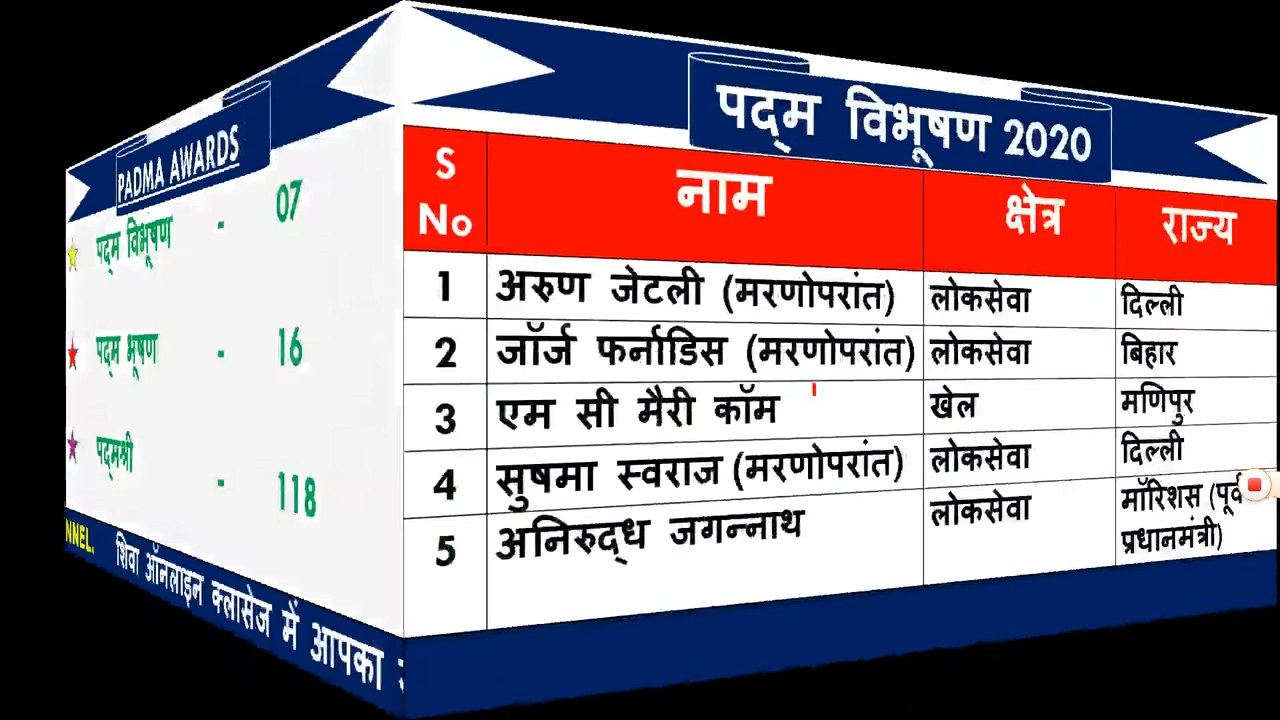 PADMA AWARDS
पद्म विभूषण - 07
पद्म भूषण - 16
पद्मश्री - 118
NNEL.
शिवा ऑनलाइन क्लासेज में आपका
पद्म विभूषण 2020
S No नाम क्षेत्र राज्य
1 अरुण जेटली (मरणोपरांत) लोकसेवा दिल्ली
2 जॉर्ज फर्नाडिस (मरणोपरांत) लोकसेवा बिहार
3 एम सी मैरी कॉम खेल मणिपुर
4 सुषमा स्वराज (मरणोपरांत) लोकसेवा दिल्ली
5 अनिरुद्ध जगन्नाथ लोकसेवा मॉरिशस (पूर्व
प्रधानमंत्री)